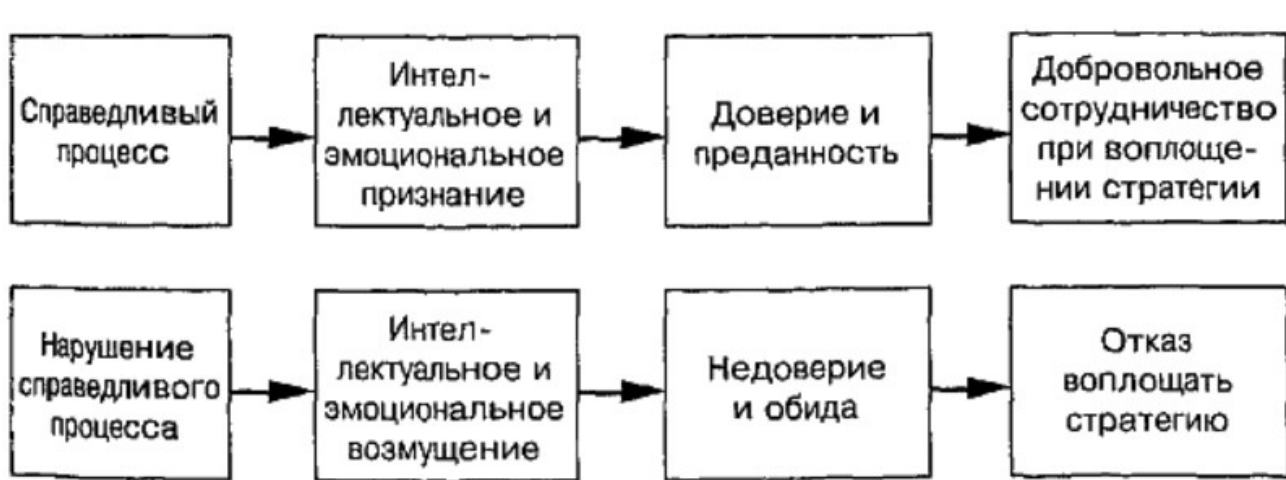 Справедливый
процесс
Интел-
лектуальное и
эмоциональное
признание
Доверие и
преданность
Добровольное
сотрудничество
при воплоще-
нии стратегии
Нарушение
справедливого
процесса
Интел-
лектуальное и
эмоциональное
возмущение
Недоверие
и обида
Отказ
воплощать
стратегию